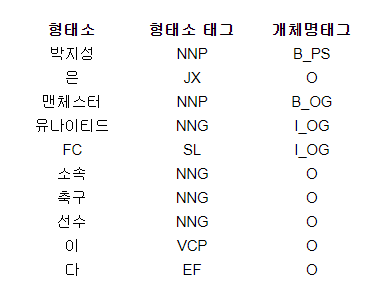 형태소 형태소 태그 개체명태그
박지성 NNP B_PS
은 JX O
맨체스터 NNP B_OG
유나이티드 NNG I_OG
FC SL I_OG
소속 NNG O
축구 NNG O
선수 NNG O
이 VCP O
다 EF O